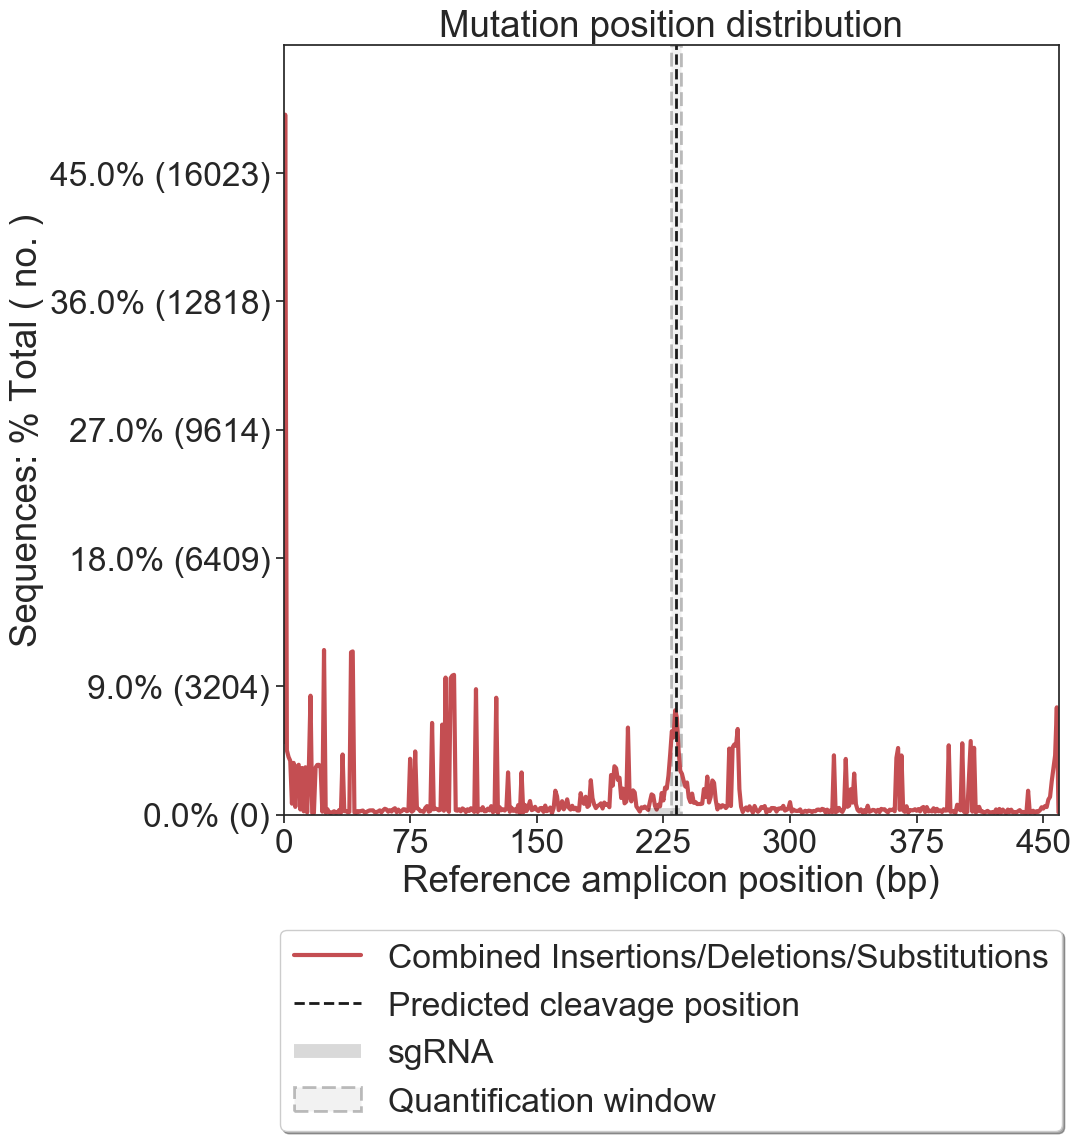 Mutation position distribution
Sequences: % Total ( no. )
45.0% (16023)
36.0% (12818)
27.0% (9614)
18.0% (6409)
9.0% (3204)
0.0% (0)
0 75 150 225 300 375 450
Reference amplicon position (bp)
Combined Insertions/Deletions/Substitutions
Predicted cleavage position
sgRNA
Quantification window